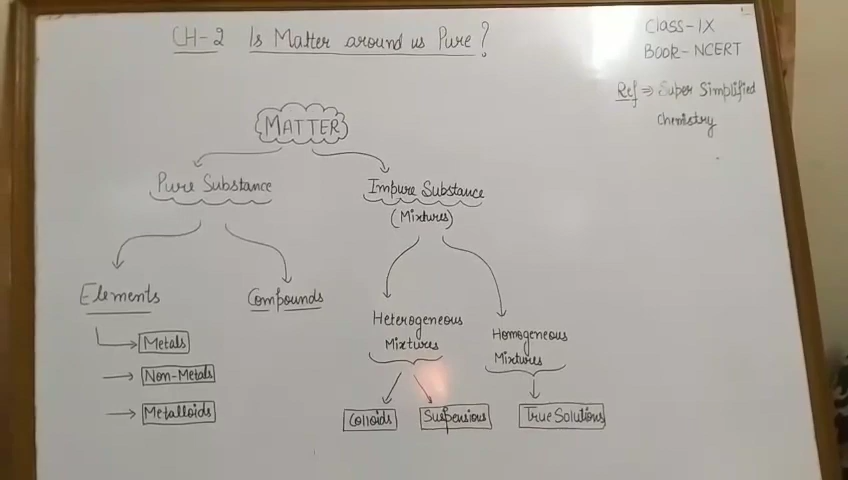 CH-2 Is Matter around us Pure?
Class-IX
Book-NCERT
Ref ⇒ Super Simplified
Chemistry
MATTER
Pure Substance
Impure Substance
(Mixtures)
Elements
Compounds
Metals
Non-Metals
Metalloids
Heterogeneous
Mixtures
Homogeneous
Mixtures
Colloids
Suspensions
True Solutions